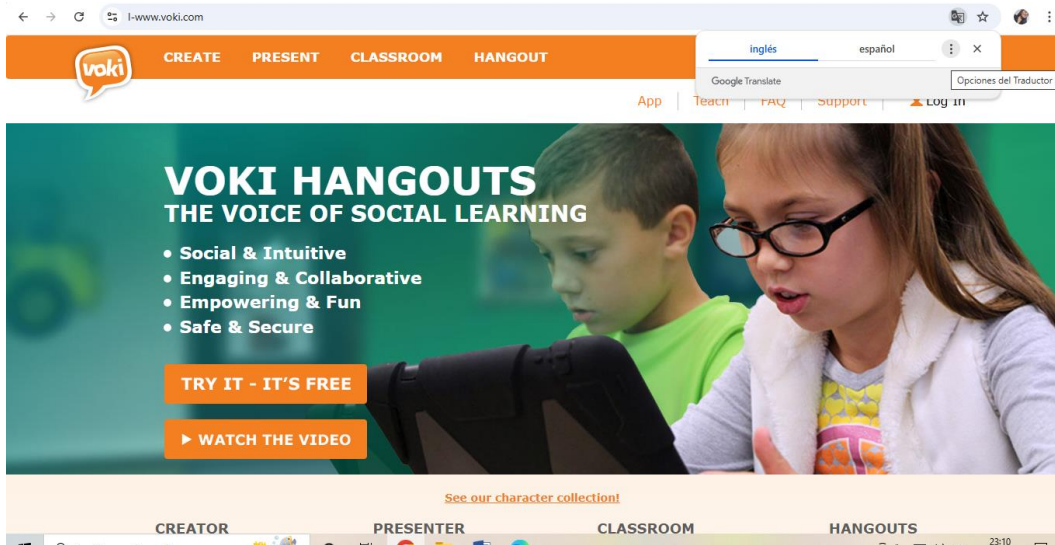 l-www.voki.com
inglés español
Google Translate
Opciones del Traductor
voki
CREATE PRESENT CLASSROOM HANGOUT
App Teach FAQ Support Log In
VOKI HANGOUTS
THE VOICE OF SOCIAL LEARNING
• Social & Intuitive
• Engaging & Collaborative
• Empowering & Fun
• Safe & Secure
TRY IT - IT'S FREE
WATCH THE VIDEO
See our character collection!
CREATOR PRESENTER CLASSROOM HANGOUTS
23:10